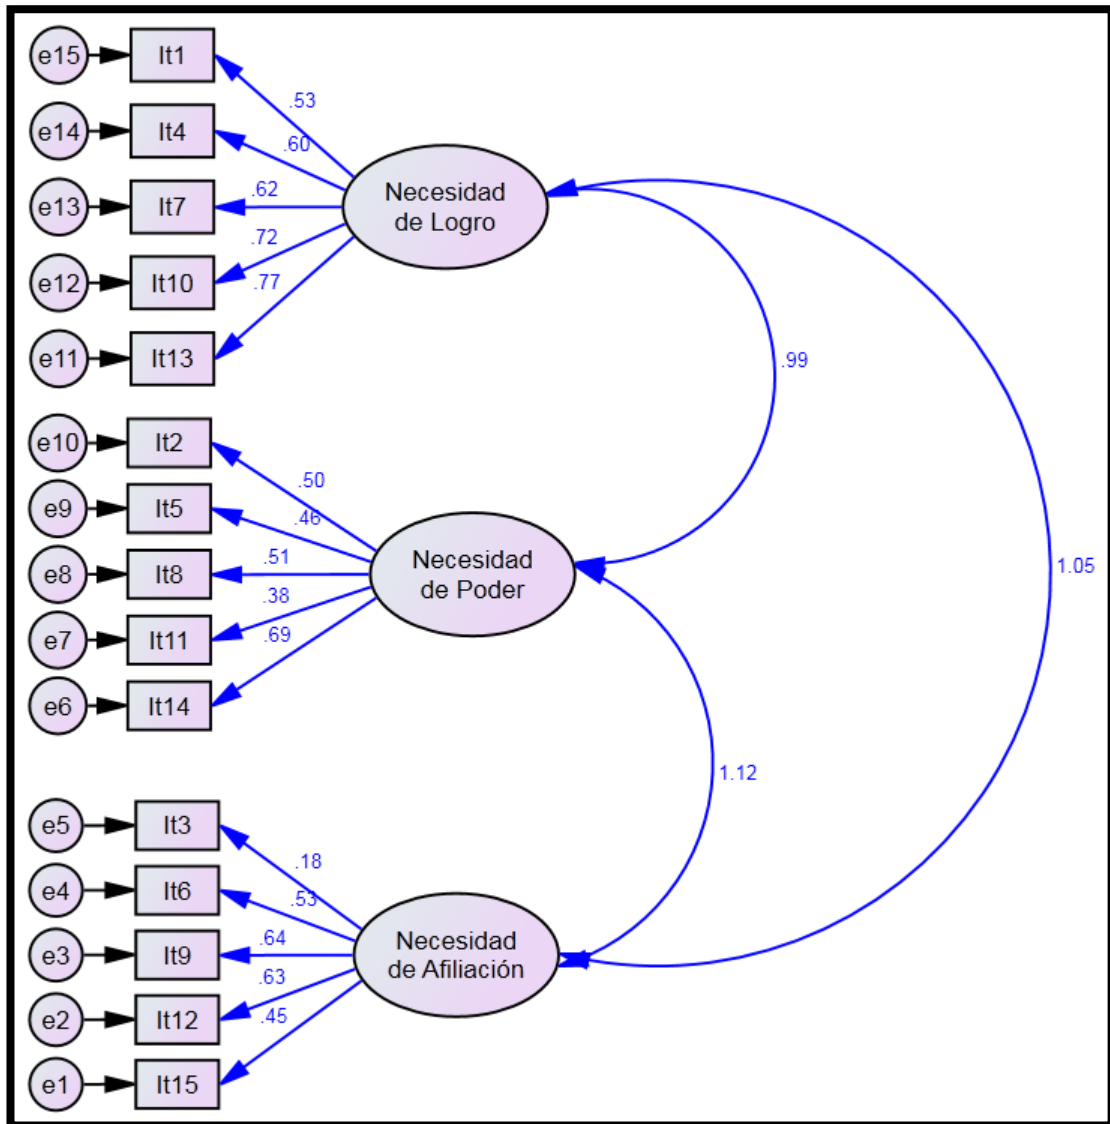 e15
It1
.53
e14
It4
.60
e13
It7
.62
e12
It10
.72
e11
It13
.77
Necesidad
de Logro
.99
e10
It2
.50
e9
It5
.46
e8
It8
.51
e7
It11
.38
e6
It14
.69
Necesidad
de Poder
1.05
1.12
e5
It3
.18
e4
It6
.53
e3
It9
.64
e2
It12
.63
e1
It15
.45
Necesidad
de Afiliación